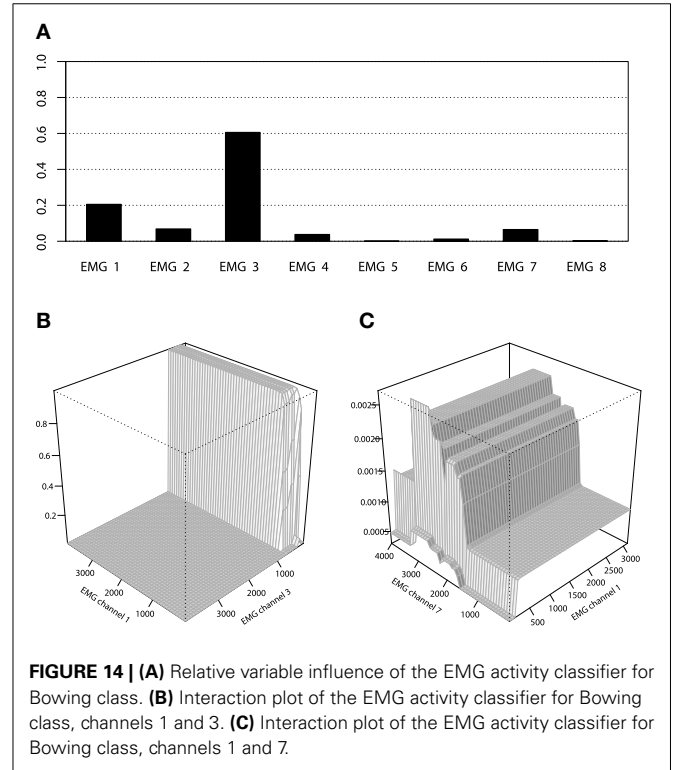 A
1.0
0.8
0.6
0.4
0.2
0.0
EMG 1 EMG 2 EMG 3 EMG 4 EMG 5 EMG 6 EMG 7 EMG 8
B
0.8
0.6
0.4
0.2
3000
2000
1000
EMG channel 1
3000
2000
1000
EMG channel 3
C
0.0025
0.0020
0.0015
0.0010
0.0005
4000
3000
2000
1000
EMG channel 7
500
1000
1500
2000
2500
3000
EMG channel 1
FIGURE 14 | (A) Relative variable influence of the EMG activity classifier for
Bowing class. (B) Interaction plot of the EMG activity classifier for Bowing
class, channels 1 and 3. (C) Interaction plot of the EMG activity classifier for
Bowing class, channels 1 and 7.